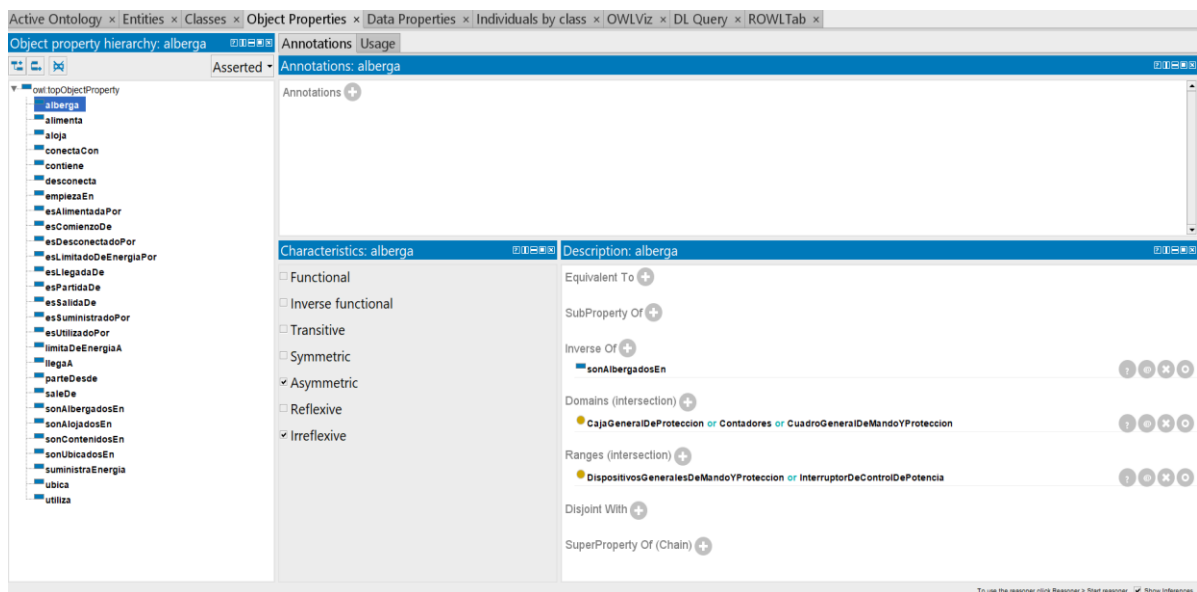 Active Ontology × Entities × Classes × Object Properties × Data Properties × Individuals by class × OWLViz × DL Query × ROWLTab ×
Object property hierarchy: alberga
Asserted
owl:topObjectProperty
alberga
alimenta
aloja
conectaCon
contiene
desconecta
empiezaEn
esAlimentadaPor
esComienzoDe
esDesconectadoPor
esLimitadoDeEnergiaPor
esLlegadaDe
esPartidaDe
esSalidaDe
esSuministradoPor
esUtilizadoPor
limitaDeEnergiaA
llegaA
parteDesde
saleDe
sonAlbergadosEn
sonAlojadosEn
sonContenidosEn
sonUbicadosEn
suministraEnergia
ubica
utiliza
Annotations Usage
Annotations: alberga
Annotations
Characteristics: alberga
Functional
Inverse functional
Transitive
Symmetric
Asymmetric
Reflexive
Irreflexive
Description: alberga
Equivalent To
SubProperty Of
Inverse Of
sonAlbergadosEn
Domains (intersection)
CajaGeneralDeProteccion or Contadores or CuadroGeneralDeMandoYProteccion
Ranges (intersection)
DispositivosGeneralesDeMandoYProteccion or InterruptorDeControlDePotencia
Disjoint With
SuperProperty Of (Chain)
To use the reasoner click Reasoner > Start reasoner Show Inferences